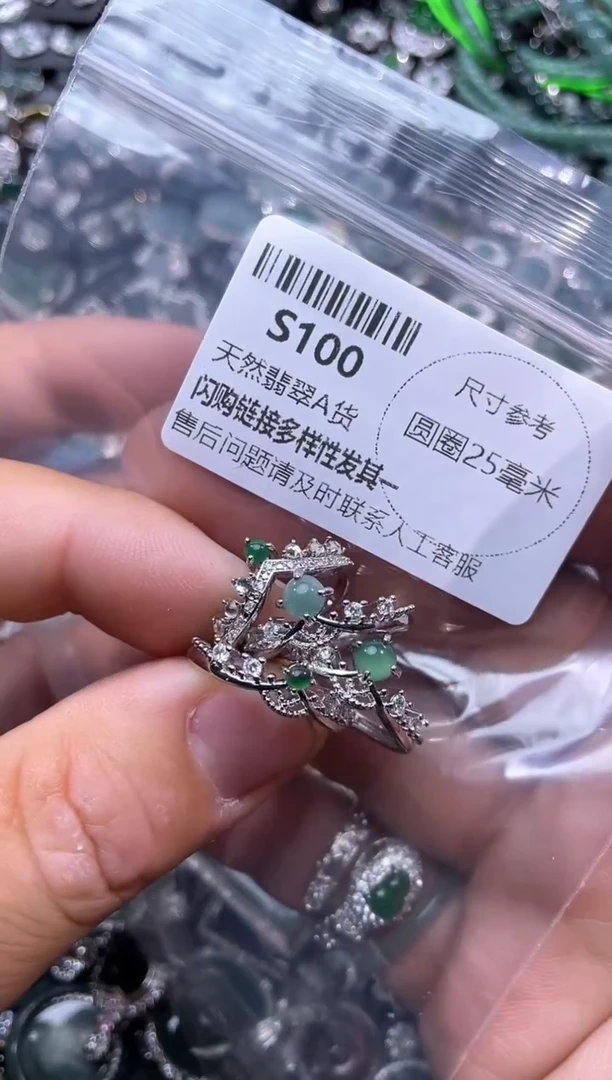 S100
天然翡翠A货
闪购链接多样性发其一
售后问题请及时联系人工客服
尺寸参考
圆圈25毫米